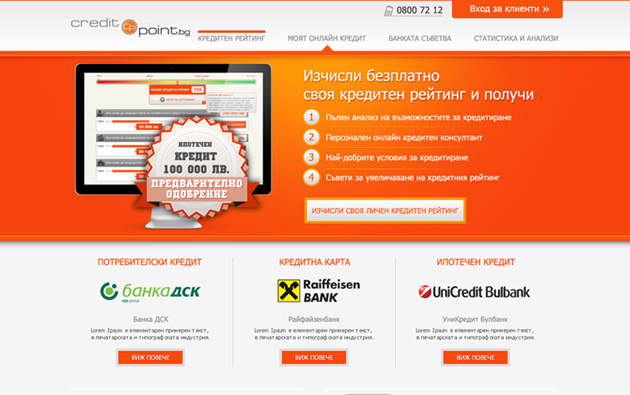 0800 72 12
Вход за клиенти »
credit point.bg
КРЕДИТЕН РЕЙТИНГ
МОЯТ ОНЛАЙН КРЕДИТ
БАНКАТА СЪВЕТВА
СТАТИСТИКА И АНАЛИЗИ
ИПОТЕЧЕН
КРЕДИТ
100 000 ЛВ.
ПРЕДВАРИТЕЛНО
ОДОБРЕНИЕ
Изчисли безплатно
своя кредитен рейтинг и получи
1 Пълен анализ на възможностите за кредитиране
2 Персонален онлайн кредитен консултант
3 Най-добрите условия за кредитиране
4 Съвети за увеличаване на кредитния рейтинг
ИЗЧИСЛИ СВОЯ ЛИЧЕН КРЕДИТЕН РЕЙТИНГ
ПОТРЕБИТЕЛСКИ КРЕДИТ
банка дск
Банка ДСК
Lorem Ipsum е елементарен примерен текст,
в печатарската и типографската индустрия.
ВИЖ ПОВЕЧЕ
КРЕДИТНА КАРТА
Raiffeisen
BANK
Райфайзенбанк
Lorem Ipsum е елементарен примерен текст,
в печатарската и типографската индустрия.
ВИЖ ПОВЕЧЕ
ИПОТЕЧЕН КРЕДИТ
UniCredit Bulbank
УниКредит Булбанк
Lorem Ipsum е елементарен примерен текст,
в печатарската и типографската индустрия.
ВИЖ ПОВЕЧЕ